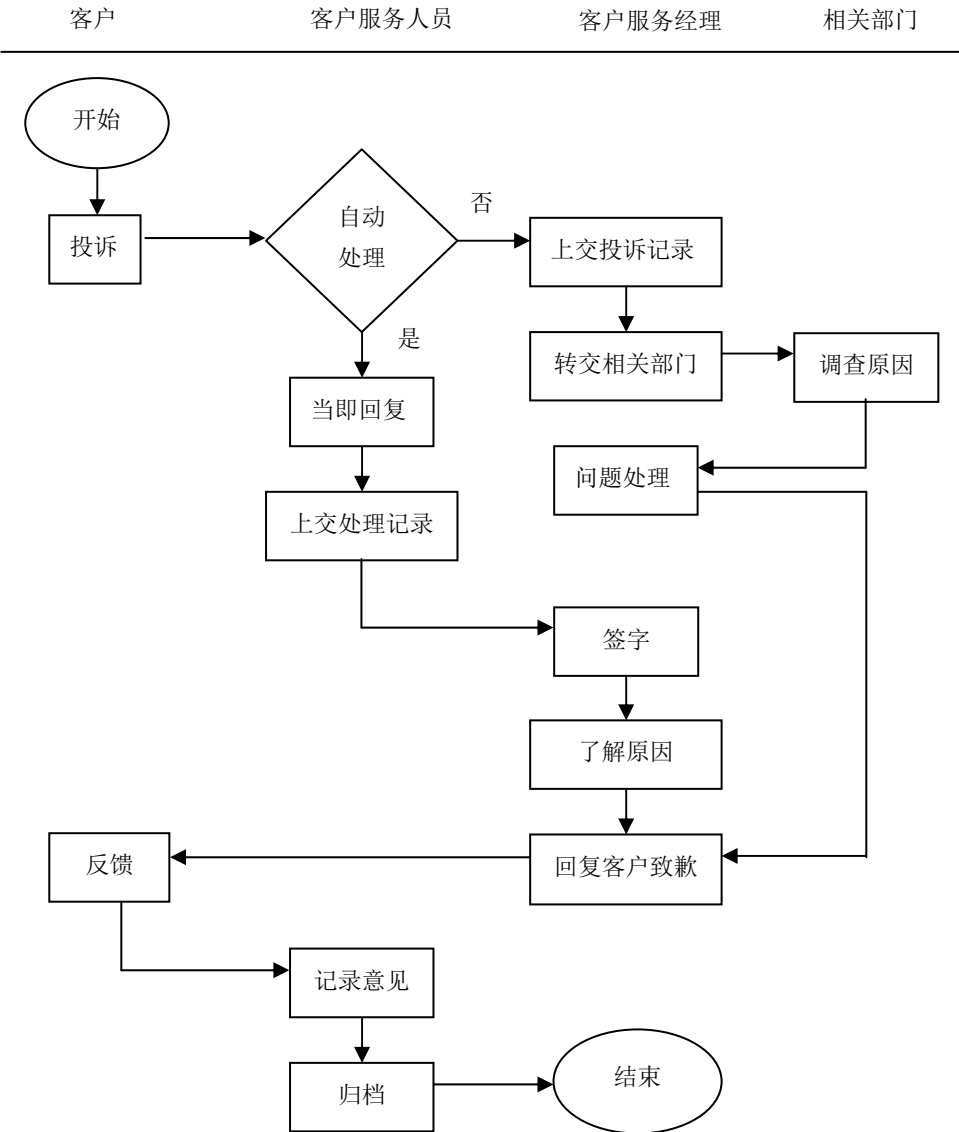 客户 客户服务人员 客户服务经理 相关部门
开始
投诉
自动
处理
否
上交投诉记录
是
转交相关部门
调查原因
当即回复
问题处理
上交处理记录
签字
了解原因
反馈
回复客户致歉
记录意见
归档
结束